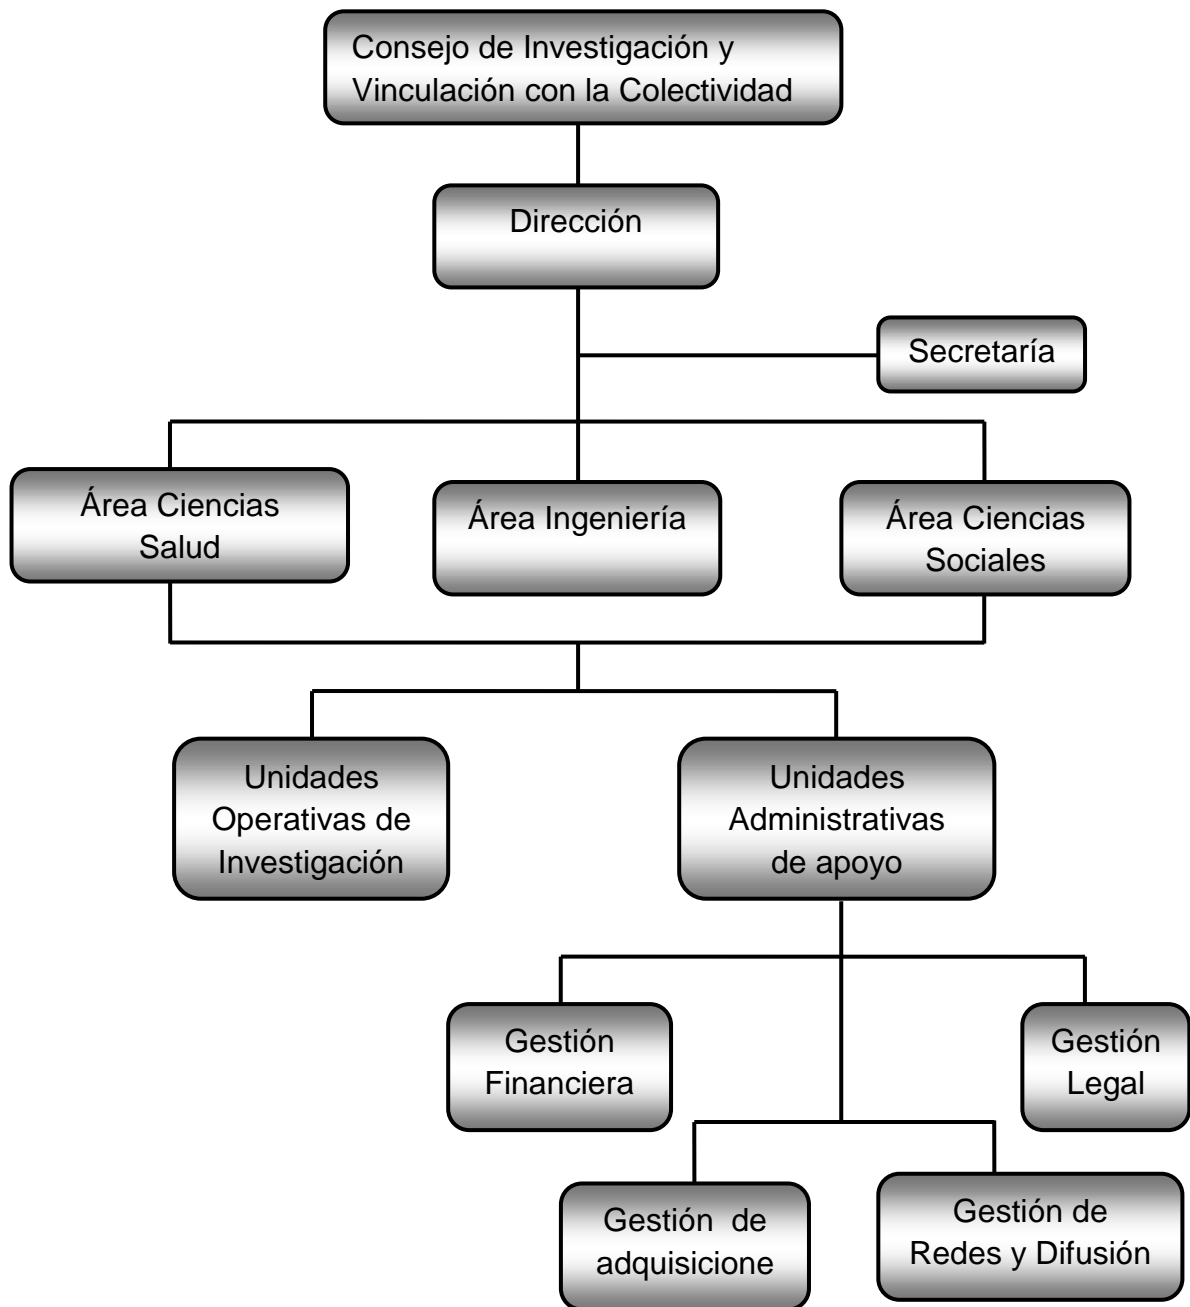 Consejo de Investigación y
Vinculación con la Colectividad
Dirección
Secretaría
Área Ciencias
Salud
Área Ingeniería
Área Ciencias
Sociales
Unidades
Operativas de
Investigación
Unidades
Administrativas
de apoyo
Gestión
Financiera
Gestión
Legal
Gestión de
adquisicione
Gestión de
Redes y Difusión